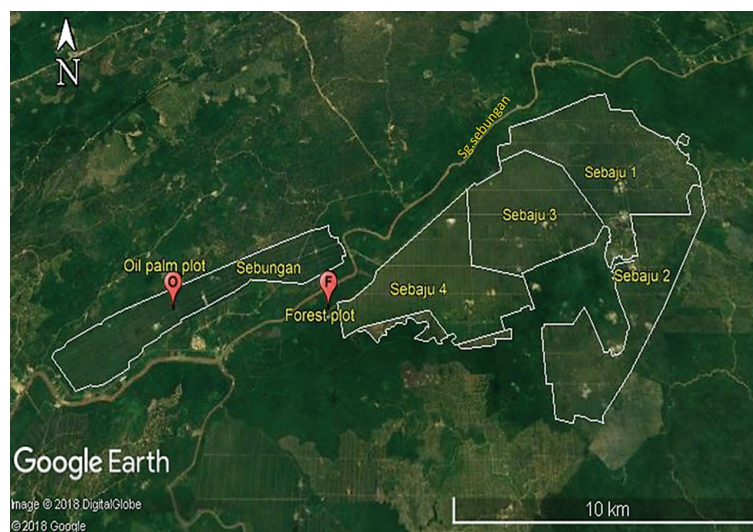 N
Sg.sebungan
Sebaju 1
Sebaju 3
Oil palm plot
Sebungan
Sebaju 2
Sebaju 4
O
F
Forest plot
Google Earth
Image © 2018 DigitalGlobe
© 2018 Google
10 km